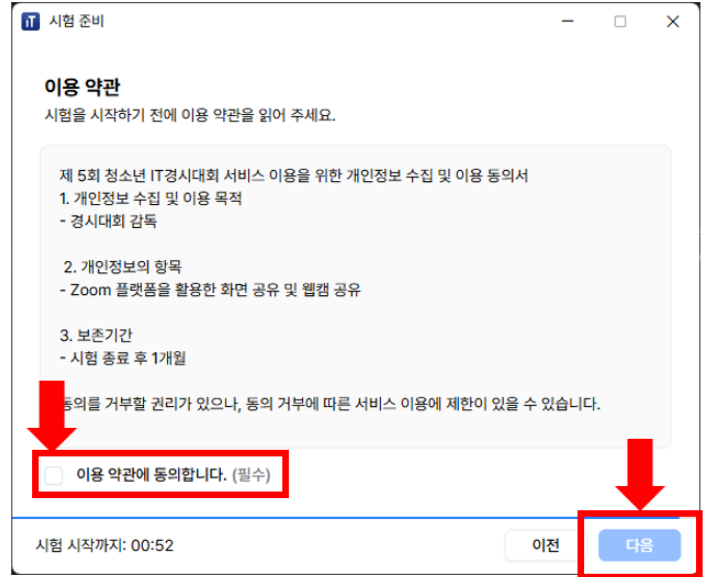 iT 시험 준비
이용 약관
시험을 시작하기 전에 이용 약관을 읽어 주세요.
제 5회 청소년 IT경시대회 서비스 이용을 위한 개인정보 수집 및 이용 동의서
1. 개인정보 수집 및 이용 목적
- 경시대회 감독
2. 개인정보의 항목
- Zoom 플랫폼을 활용한 화면 공유 및 웹캠 공유
3. 보존기간
- 시험 종료 후 1개월
동의를 거부할 권리가 있으나, 동의 거부에 따른 서비스 이용에 제한이 있을 수 있습니다.
이용 약관에 동의합니다. (필수)
시험 시작까지: 00:52
이전
다음